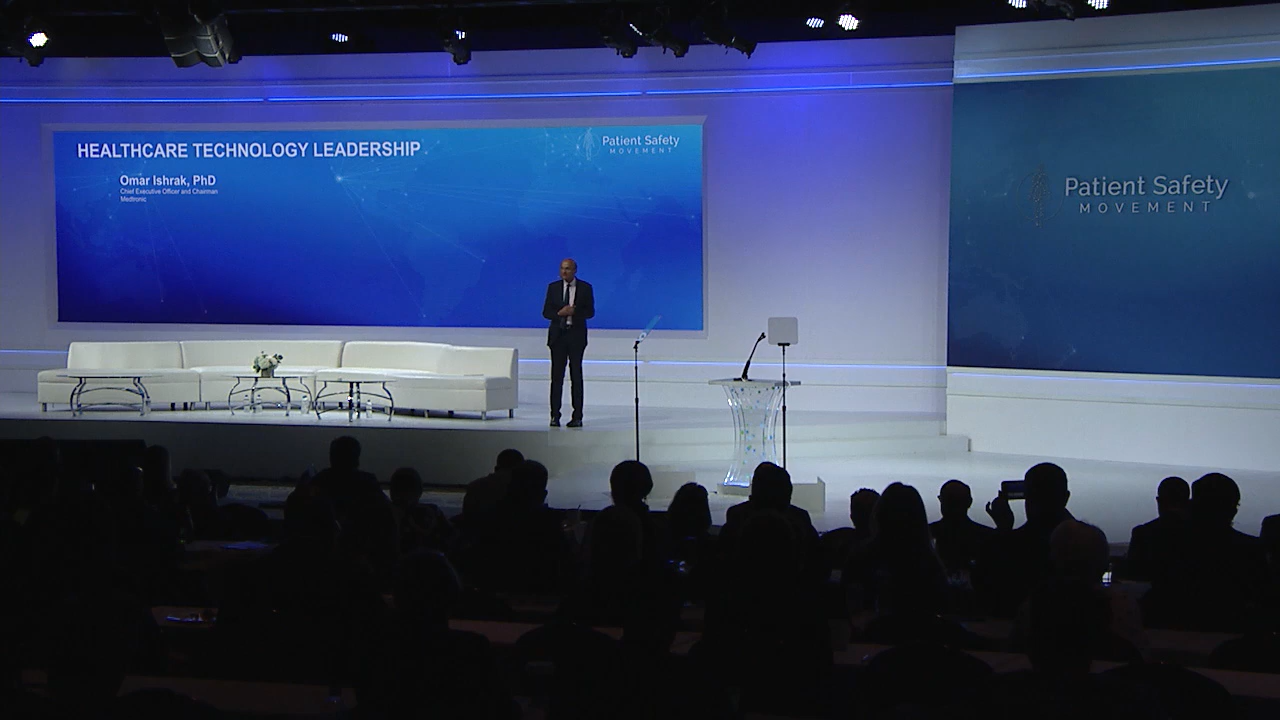 HEALTHCARE TECHNOLOGY LEADERSHIP
Omar Ishrak, PhD
Chief Executive Officer and Chairman
Medtronic
Patient Safety
MOVEMENT
Patient Safety
MOVEMENT